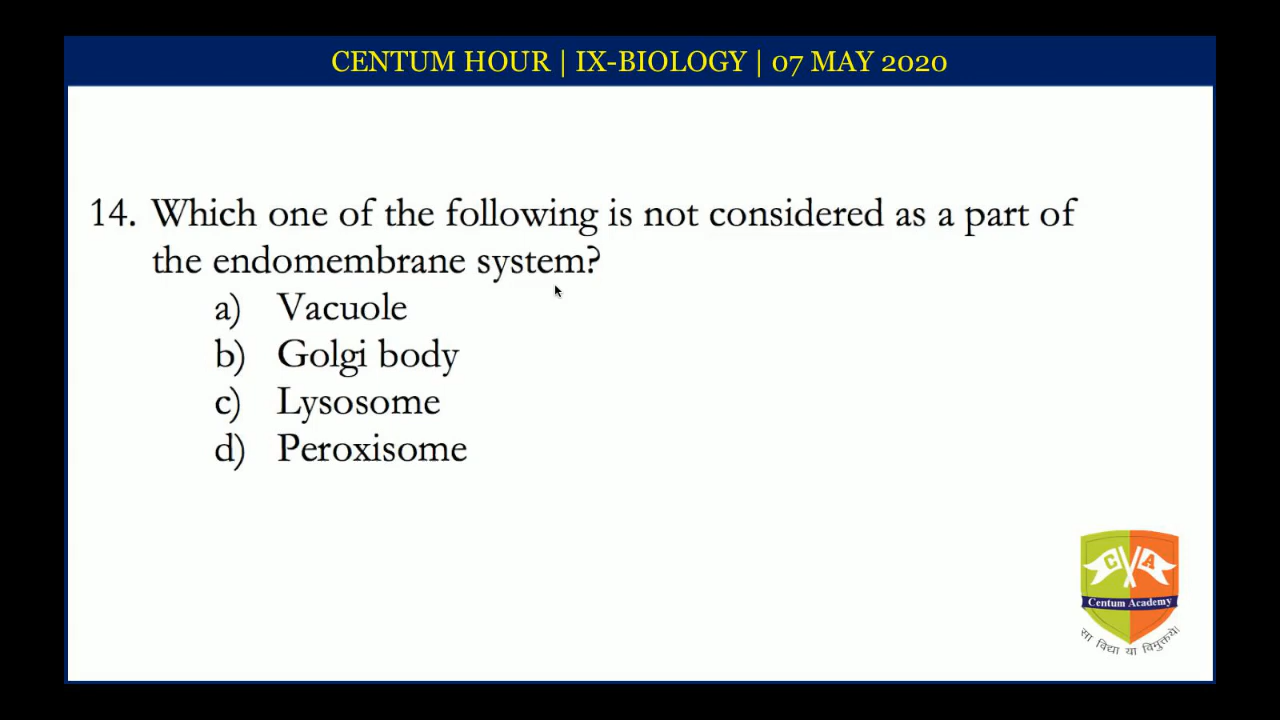 CENTUM HOUR | IX-BIOLOGY | 07 MAY 2020
14. Which one of the following is not considered as a part of
the endomembrane system?
a) Vacuole
b) Golgi body
c) Lysosome
d) Peroxisome
C A
Centum Academy
सा विद्या या विमुक्तये।